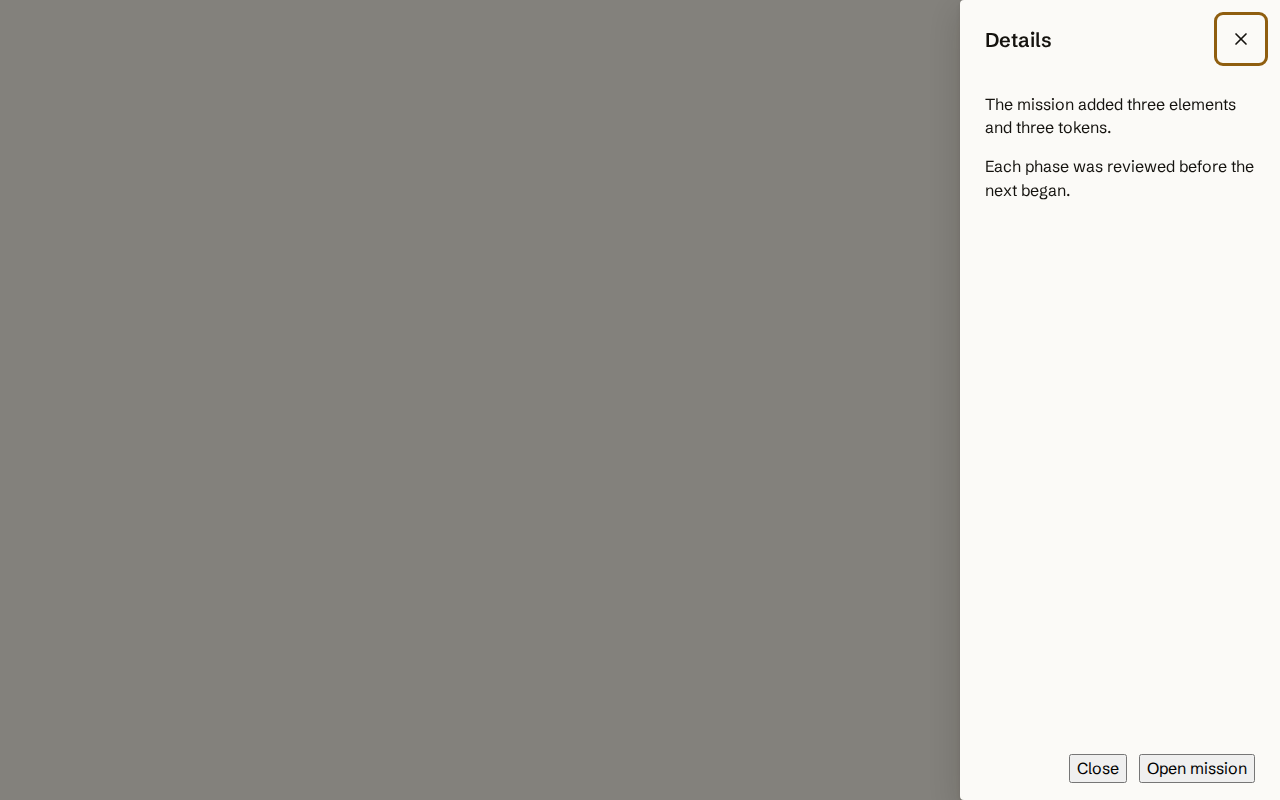 Details
The mission added three elements
and three tokens.
Each phase was reviewed before the
next began.
Close
Open mission